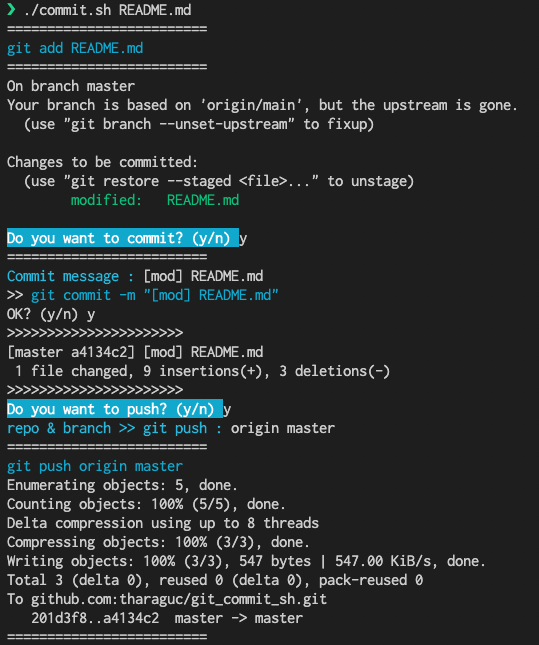 ❯ ./commit.sh README.md
=========================
git add README.md
=========================
On branch master
Your branch is based on 'origin/main', but the upstream is gone.
  (use "git branch --unset-upstream" to fixup)

Changes to be committed:
  (use "git restore --staged <file>..." to unstage)
        modified:   README.md

Do you want to commit? (y/n) y
=========================
Commit message : [mod] README.md
>> git commit -m "[mod] README.md"
OK? (y/n) y
>>>>>>>>>>>>>>>>>>>>>>
[master a4134c2] [mod] README.md
 1 file changed, 9 insertions(+), 3 deletions(-)
>>>>>>>>>>>>>>>>>>>>>>
Do you want to push? (y/n) y
repo & branch >> git push : origin master
=========================
git push origin master
Enumerating objects: 5, done.
Counting objects: 100% (5/5), done.
Delta compression using up to 8 threads
Compressing objects: 100% (3/3), done.
Writing objects: 100% (3/3), 547 bytes | 547.00 KiB/s, done.
Total 3 (delta 0), reused 0 (delta 0), pack-reused 0
To github.com:tharaguc/git_commit_sh.git
   201d3f8..a4134c2  master -> master
=========================